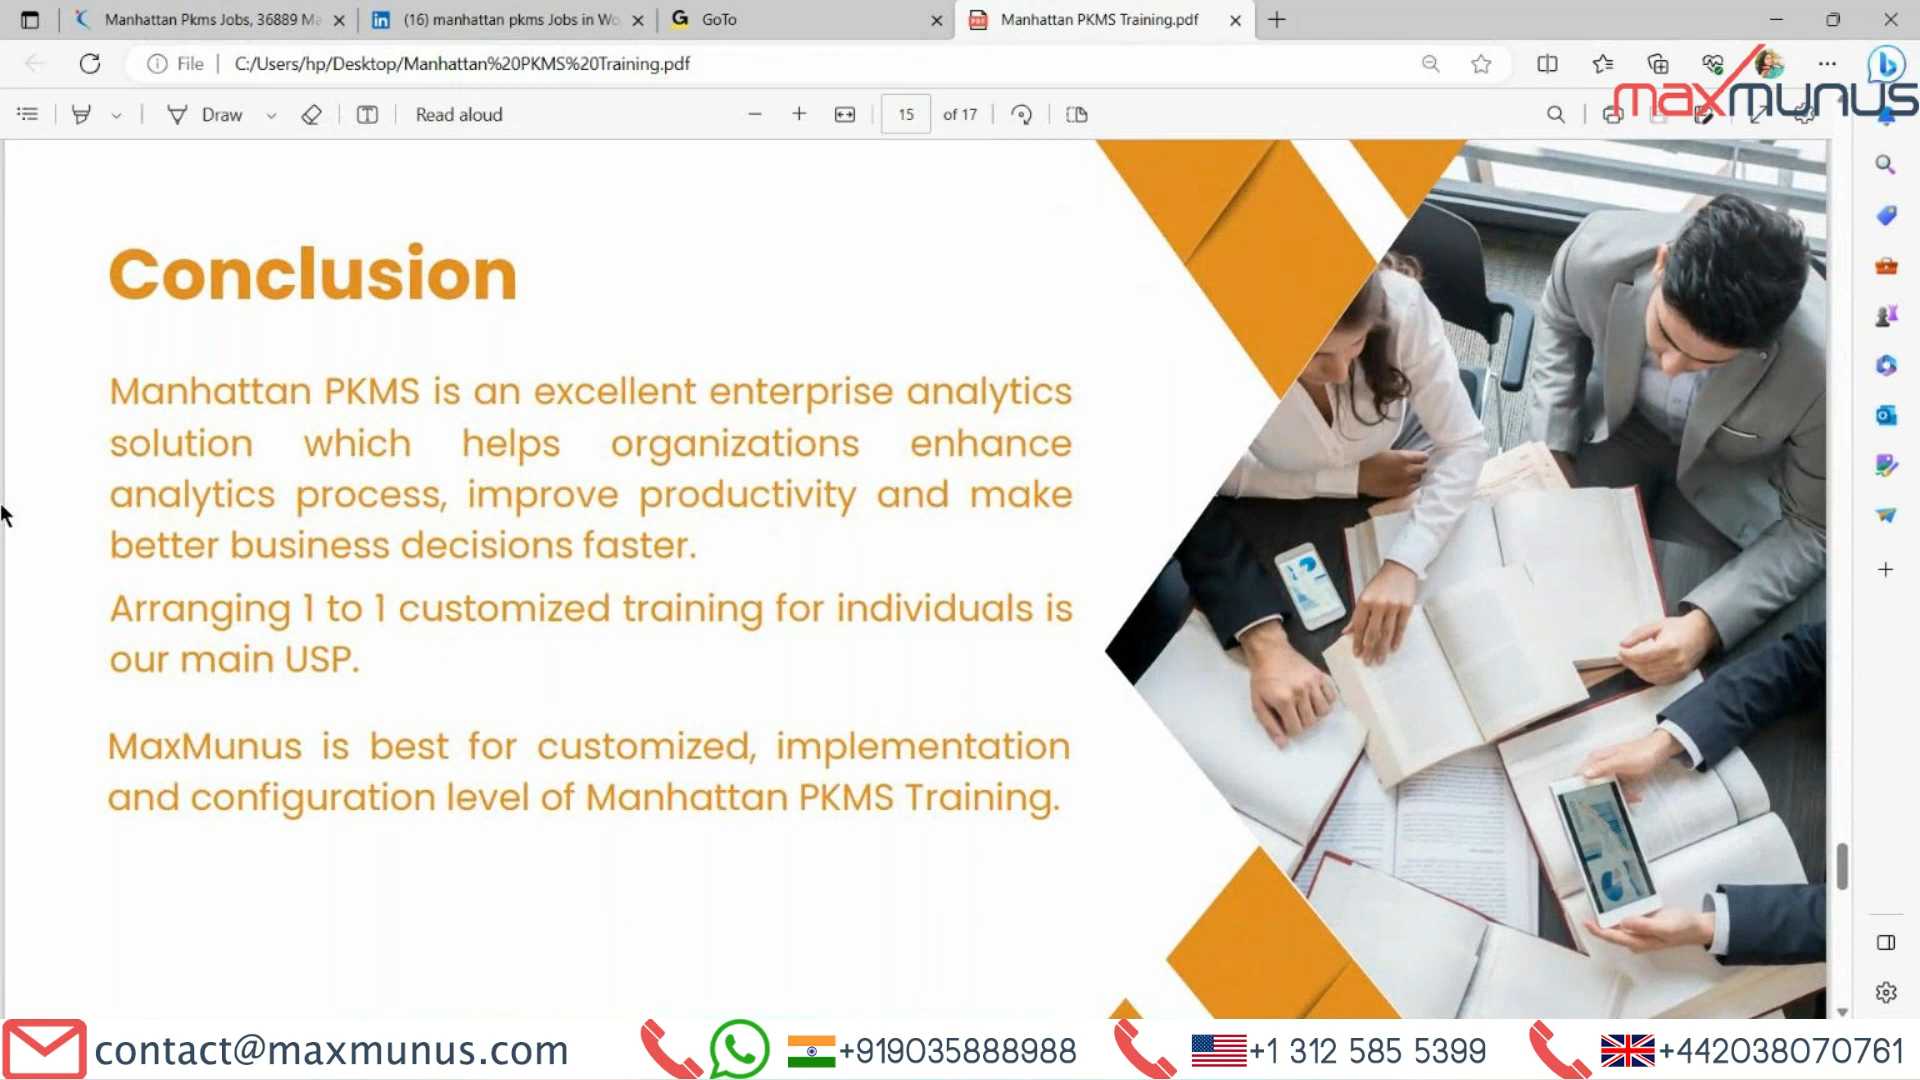 Manhattan Pkms Jobs, 36889 Ma
(16) manhattan pkms Jobs in Wo
GoTo
Manhattan PKMS Training.pdf
File
C:/Users/hp/Desktop/Manhattan%20PKMS%20Training.pdf
maxmunus
Draw
Read aloud
15 of 17
Conclusion
Manhattan PKMS is an excellent enterprise analytics
solution which helps organizations enhance
analytics process, improve productivity and make
better business decisions faster.
Arranging 1 to 1 customized training for individuals is
our main USP.
MaxMunus is best for customized, implementation
and configuration level of Manhattan PKMS Training.
contact@maxmunus.com
+919035888988
+1 312 585 5399
+442038070761